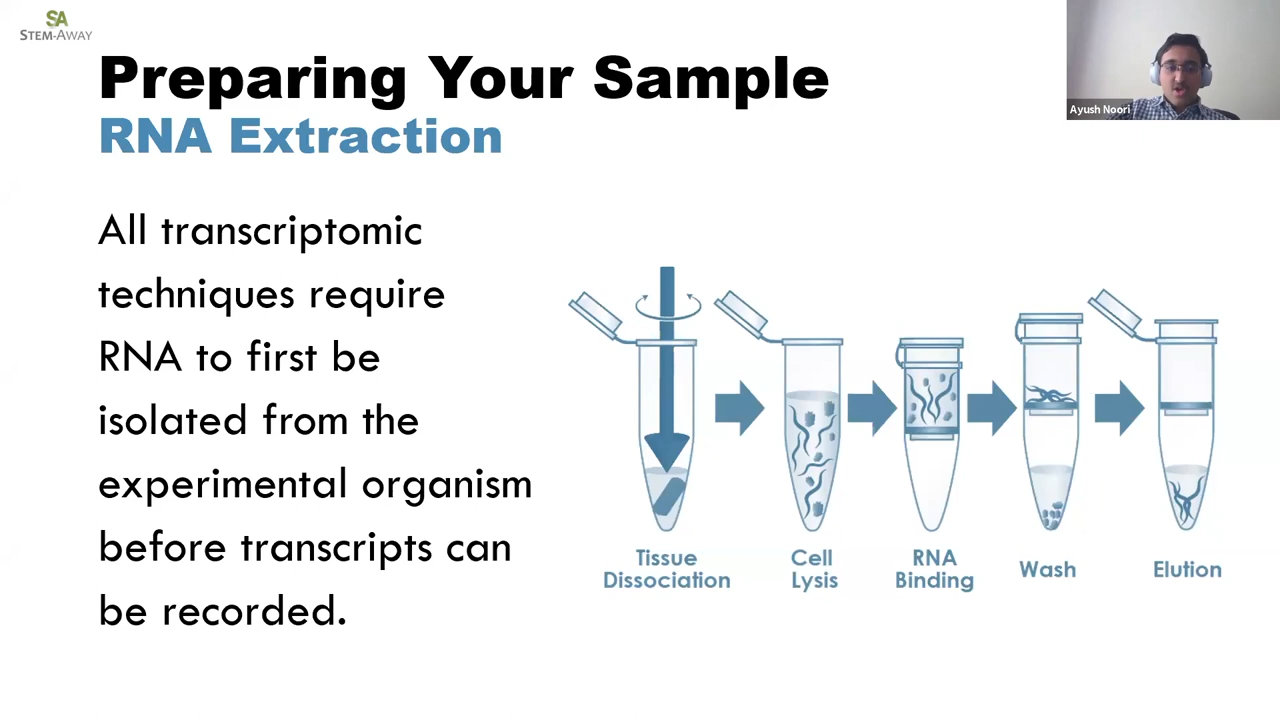 SA
STEM-AWAY
Preparing Your Sample
RNA Extraction
Ayush Noori
All transcriptomic
techniques require
RNA to first be
isolated from the
experimental organism
before transcripts can
be recorded.
Tissue
Dissociation
Cell
Lysis
RNA
Binding
Wash
Elution